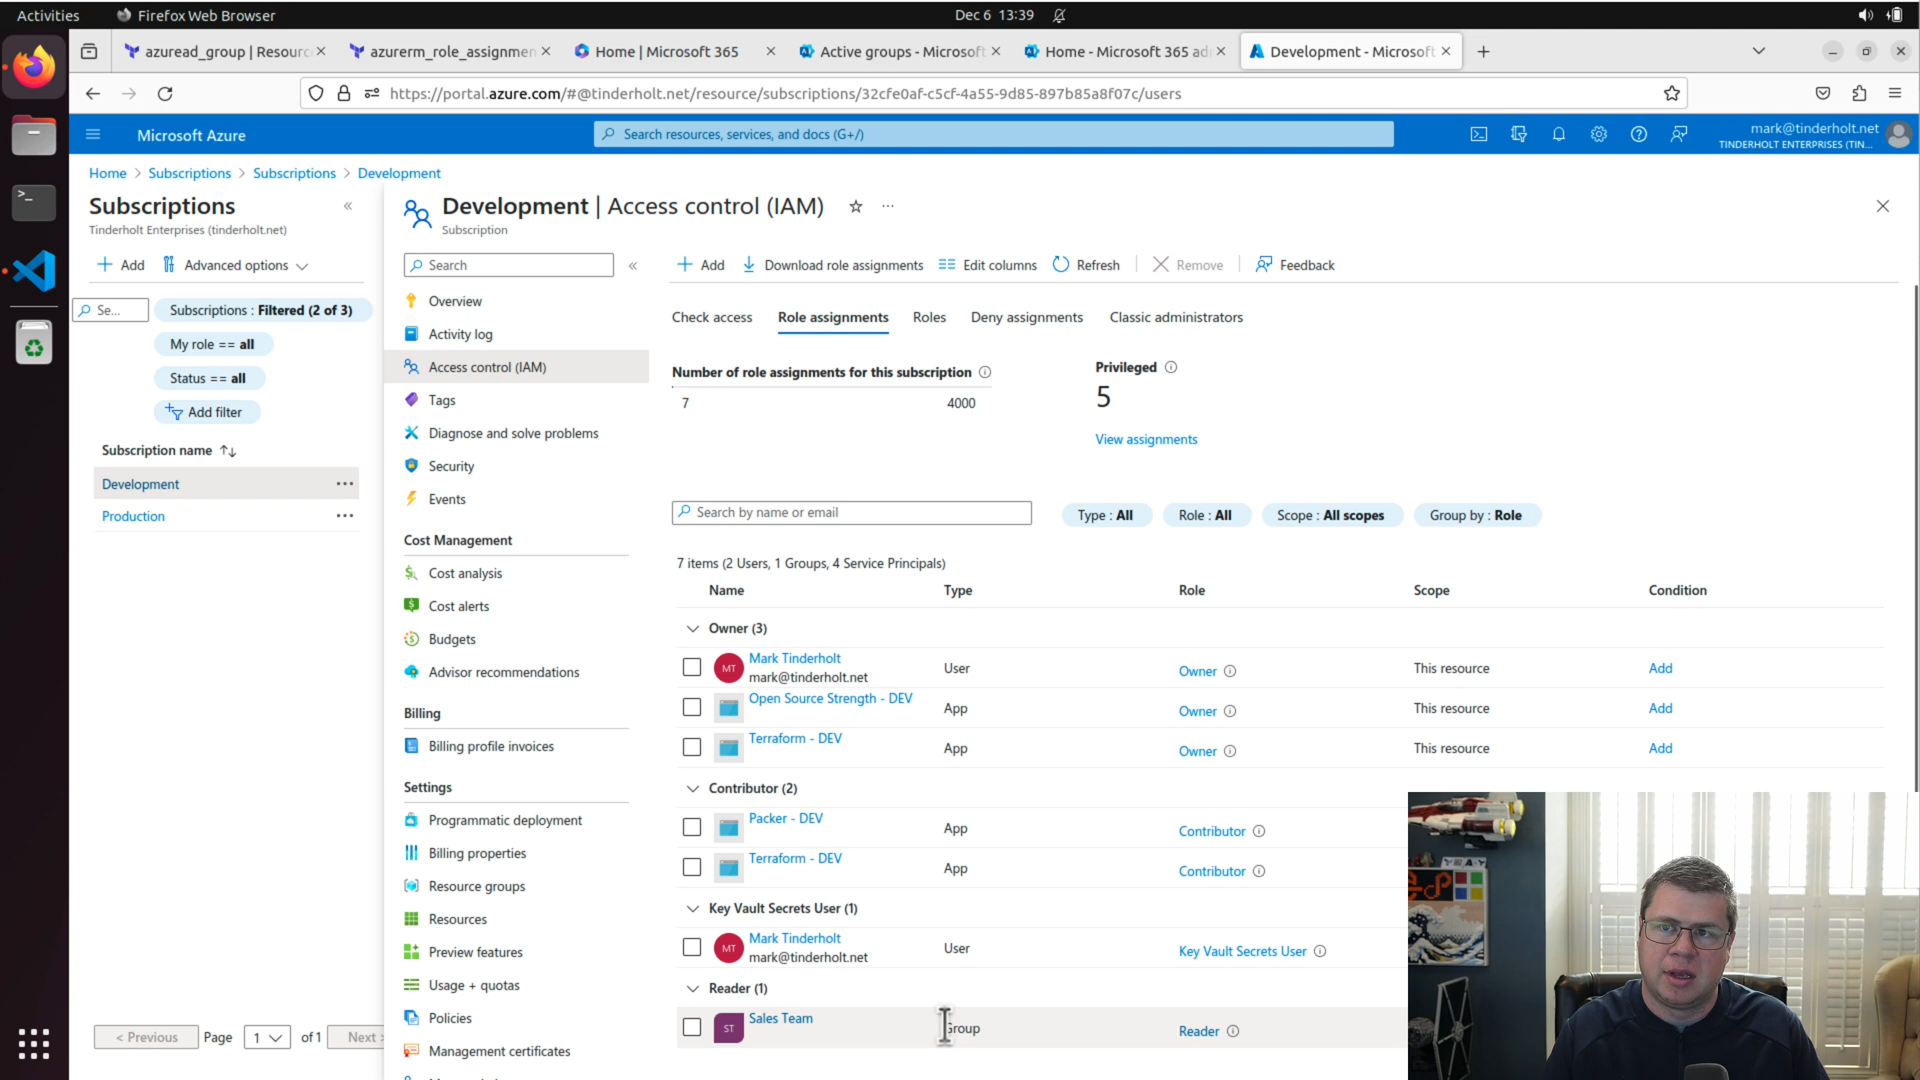 Activities
Firefox Web Browser
Dec 6 13:39
azuread_group | Resourc
azurerm_role_assignmen
Home | Microsoft 365
Active groups - Microsoft
Home - Microsoft 365 ad
Development - Microsoft
https://portal.azure.com/#@tinderholt.net/resource/subscriptions/32cfe0af-c5cf-4a55-9d85-897b85a8f07c/users
Microsoft Azure
Search resources, services, and docs (G+/)
mark@tinderholt.net
TINDERHOLT ENTERPRISES (TIN...
Home > Subscriptions > Subscriptions > Development
Subscriptions
Tinderholt Enterprises (tinderholt.net)
Add
Advanced options
Se...
Subscriptions : Filtered (2 of 3)
My role == all
Status == all
Add filter
Subscription name
Development
Production
< Previous
Page
1
of 1
Next >
Development | Access control (IAM)
Subscription
Search
Overview
Activity log
Access control (IAM)
Tags
Diagnose and solve problems
Security
Events
Cost Management
Cost analysis
Cost alerts
Budgets
Advisor recommendations
Billing
Billing profile invoices
Settings
Programmatic deployment
Billing properties
Resource groups
Resources
Preview features
Usage + quotas
Policies
Management certificates
Add
Download role assignments
Edit columns
Refresh
Remove
Feedback
Check access
Role assignments
Roles
Deny assignments
Classic administrators
Number of role assignments for this subscription
7
4000
Privileged
5
View assignments
Search by name or email
Type : All
Role : All
Scope : All scopes
Group by : Role
7 items (2 Users, 1 Groups, 4 Service Principals)
Name Type Role Scope Condition
Owner (3)
MT Mark Tinderholt User Owner This resource Add
mark@tinderholt.net
Open Source Strength - DEV App Owner This resource Add
Terraform - DEV App Owner This resource Add
Contributor (2)
Packer - DEV App Contributor
Terraform - DEV App Contributor
Key Vault Secrets User (1)
MT Mark Tinderholt User Key Vault Secrets User
mark@tinderholt.net
Reader (1)
ST Sales Team Group Reader